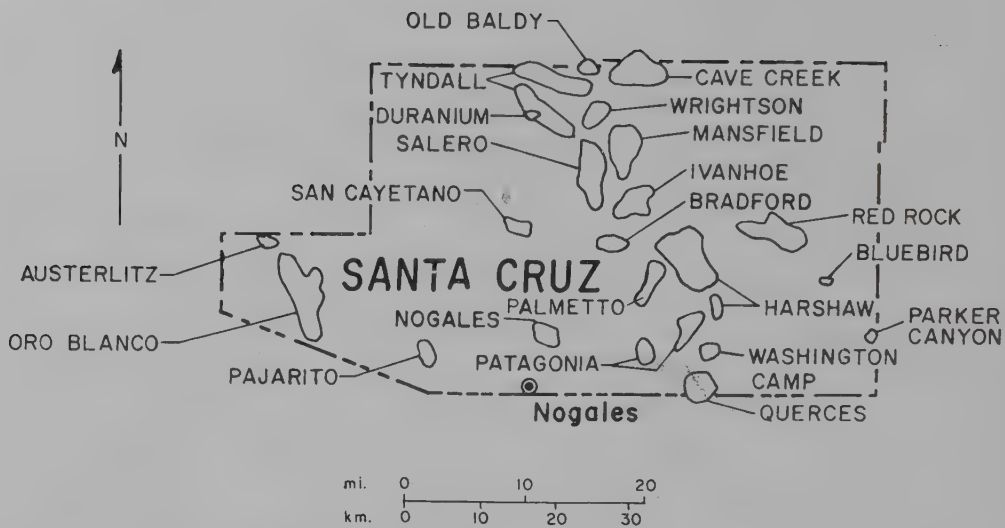 OLD BALDY
TYNDALL
CAVE CREEK
DURANIUM
WRIGHTSON
SALERO
MANSFIELD
N
SAN CAYETANO
IVANHOE
BRADFORD
RED ROCK
AUSTERLITZ
SANTA CRUZ
BLUEBIRD
PALMETTO
HARSHAW
ORO BLANCO
NOGALES
PARKER
CANYON
PAJARITO
PATAGONIA
WASHINGTON
CAMP
Nogales
QUERCES
mi. 0 10 20
km. 0 10 20 30